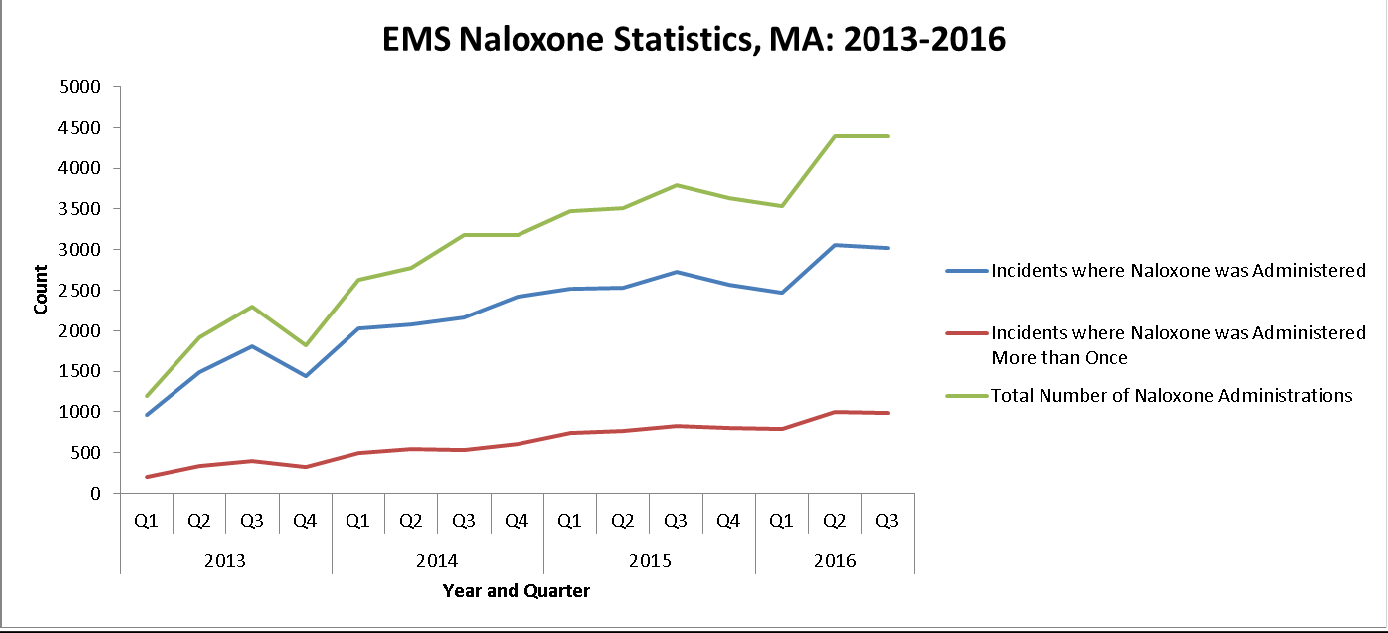 EMS Naloxone Statistics, MA: 2013-2016
5000
4500
4000
3500
3000
2500
2000
1500
1000
500
0
Count
Q1 Q2 Q3 Q4 Q1 Q2 Q3 Q4 Q1 Q2 Q3 Q4 Q1 Q2 Q3
2013 2014 2015 2016
Year and Quarter
Incidents where Naloxone was Administered
Incidents where Naloxone was Administered
More than Once
Total Number of Naloxone Administrations